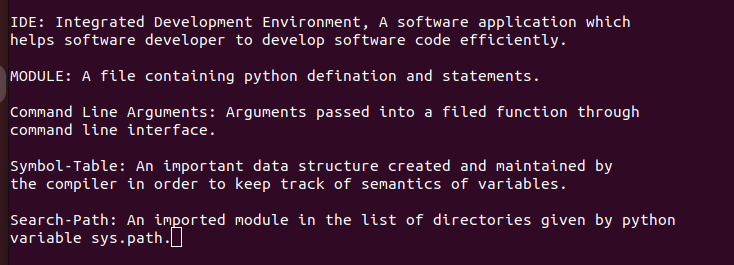 IDE: Integrated Development Environment, A software application which
helps software developer to develop software code efficiently.
MODULE: A file containing python defination and statements.
Command Line Arguments: Arguments passed into a filed function through
command line interface.
Symbol-Table: An important data structure created and maintained by
the compiler in order to keep track of semantics of variables.
Search-Path: An imported module in the list of directories given by python
variable sys.path.